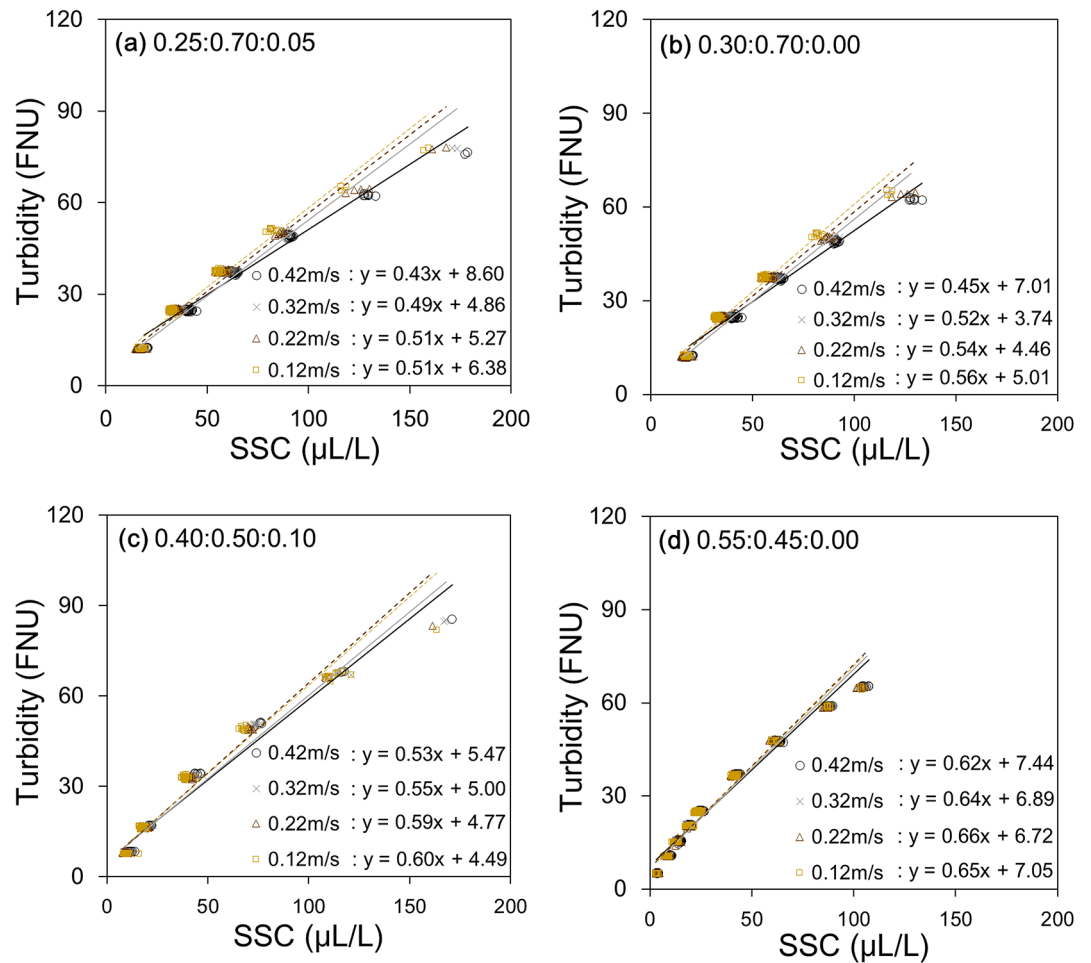 (a) 0.25:0.70:0.05
120
90
60
30
0
Turbidity (FNU)
0.42m/s : y = 0.43x + 8.60
0.32m/s : y = 0.49x + 4.86
0.22m/s : y = 0.51x + 5.27
0.12m/s : y = 0.51x + 6.38
0 50 100 150 200
SSC (µL/L)
(b) 0.30:0.70:0.00
120
90
60
30
0
Turbidity (FNU)
0.42m/s : y = 0.45x + 7.01
0.32m/s : y = 0.52x + 3.74
0.22m/s : y = 0.54x + 4.46
0.12m/s : y = 0.56x + 5.01
0 50 100 150 200
SSC (µL/L)
(c) 0.40:0.50:0.10
120
90
60
30
0
Turbidity (FNU)
0.42m/s : y = 0.53x + 5.47
0.32m/s : y = 0.55x + 5.00
0.22m/s : y = 0.59x + 4.77
0.12m/s : y = 0.60x + 4.49
0 50 100 150 200
SSC (µL/L)
(d) 0.55:0.45:0.00
120
90
60
30
0
Turbidity (FNU)
0.42m/s : y = 0.62x + 7.44
0.32m/s : y = 0.64x + 6.89
0.22m/s : y = 0.66x + 6.72
0.12m/s : y = 0.65x + 7.05
0 50 100 150 200
SSC (µL/L)